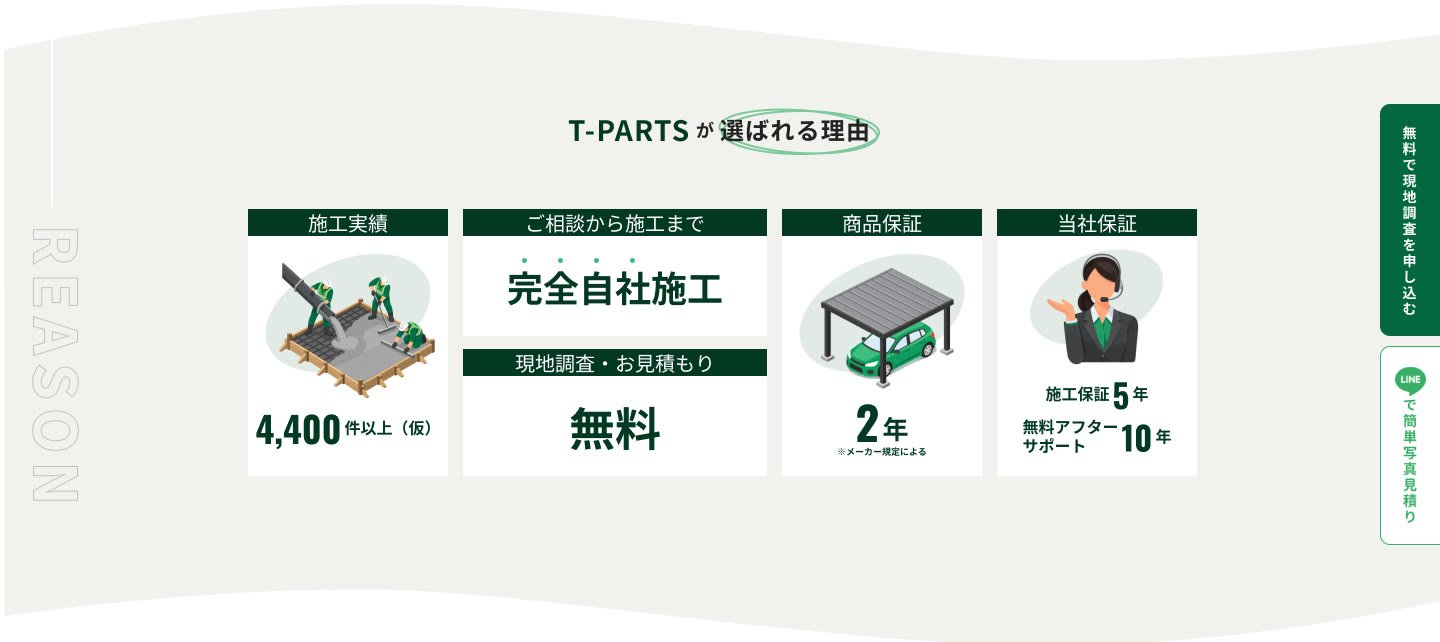 T-PARTS が 選ばれる理由
REASON
施工実績
4,400 件以上（仮）
ご相談から施工まで
完全自社施工
現地調査・お見積もり
無料
商品保証
2年
※メーカー規定による
当社保証
施工保証5年
無料アフター
サポート 10年
無料で現地調査を申し込む
LINE
で簡単写真見積り